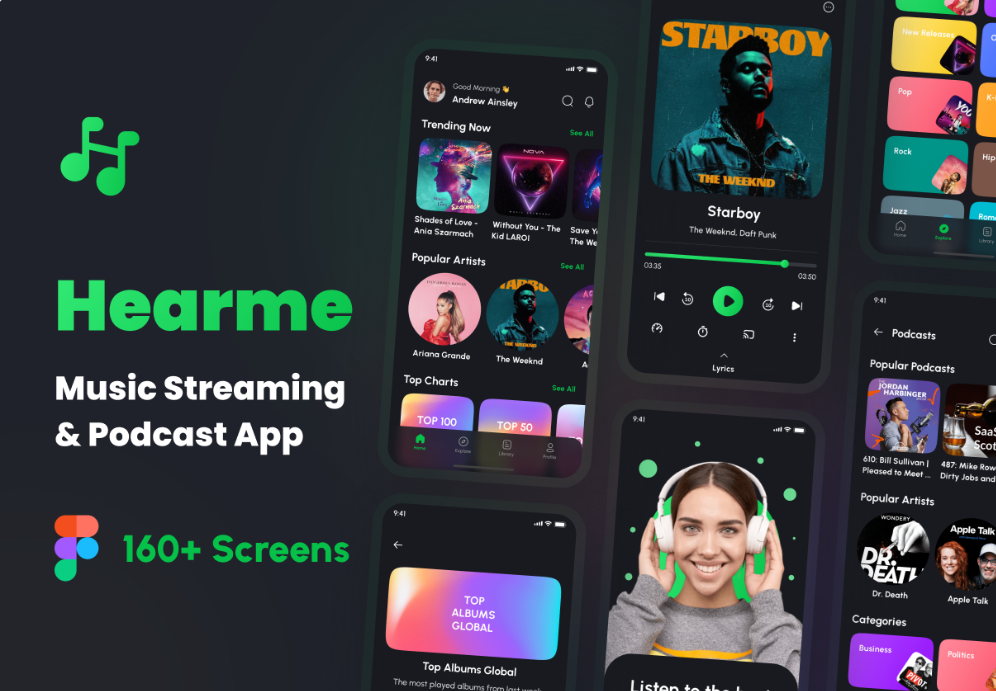 Hearme
Music Streaming
& Podcast App
160+ Screens
9:41
Good Morning 👋
Andrew Ainsley
Trending Now
See All
Shades of Love -
Ania Szarmach
NOVA
Without You - The
Kid LAROI
Save Y
The We
Popular Artists
See All
Ariana Grande
The Weeknd
A
Top Charts
See All
TOP 100
TOP 50
Home
Explore
Library
Profile
9:41
TOP
ALBUMS
GLOBAL
Top Albums Global
The most played albums from last week
STARBOY
THE WEEKND
Starboy
The Weeknd, Daft Punk
03:35
03:50
Lyrics
9:41
Listen to the
New Releases
Pop
YOU
K-
Rock
Hip
Jazz
Rom
Home
Explore
Library
9:41
Podcasts
Popular Podcasts
JORDAN
HARBINGER
SaaS
Scot
610: Bill Sullivan |
Pleased to Meet ...
487: Mike Row
Dirty Jobs and
Popular Artists
WONDERY
DR.
DEATH
Apple Talk
Dr. Death
Apple Talk
Categories
Business
PIVOT
Politics